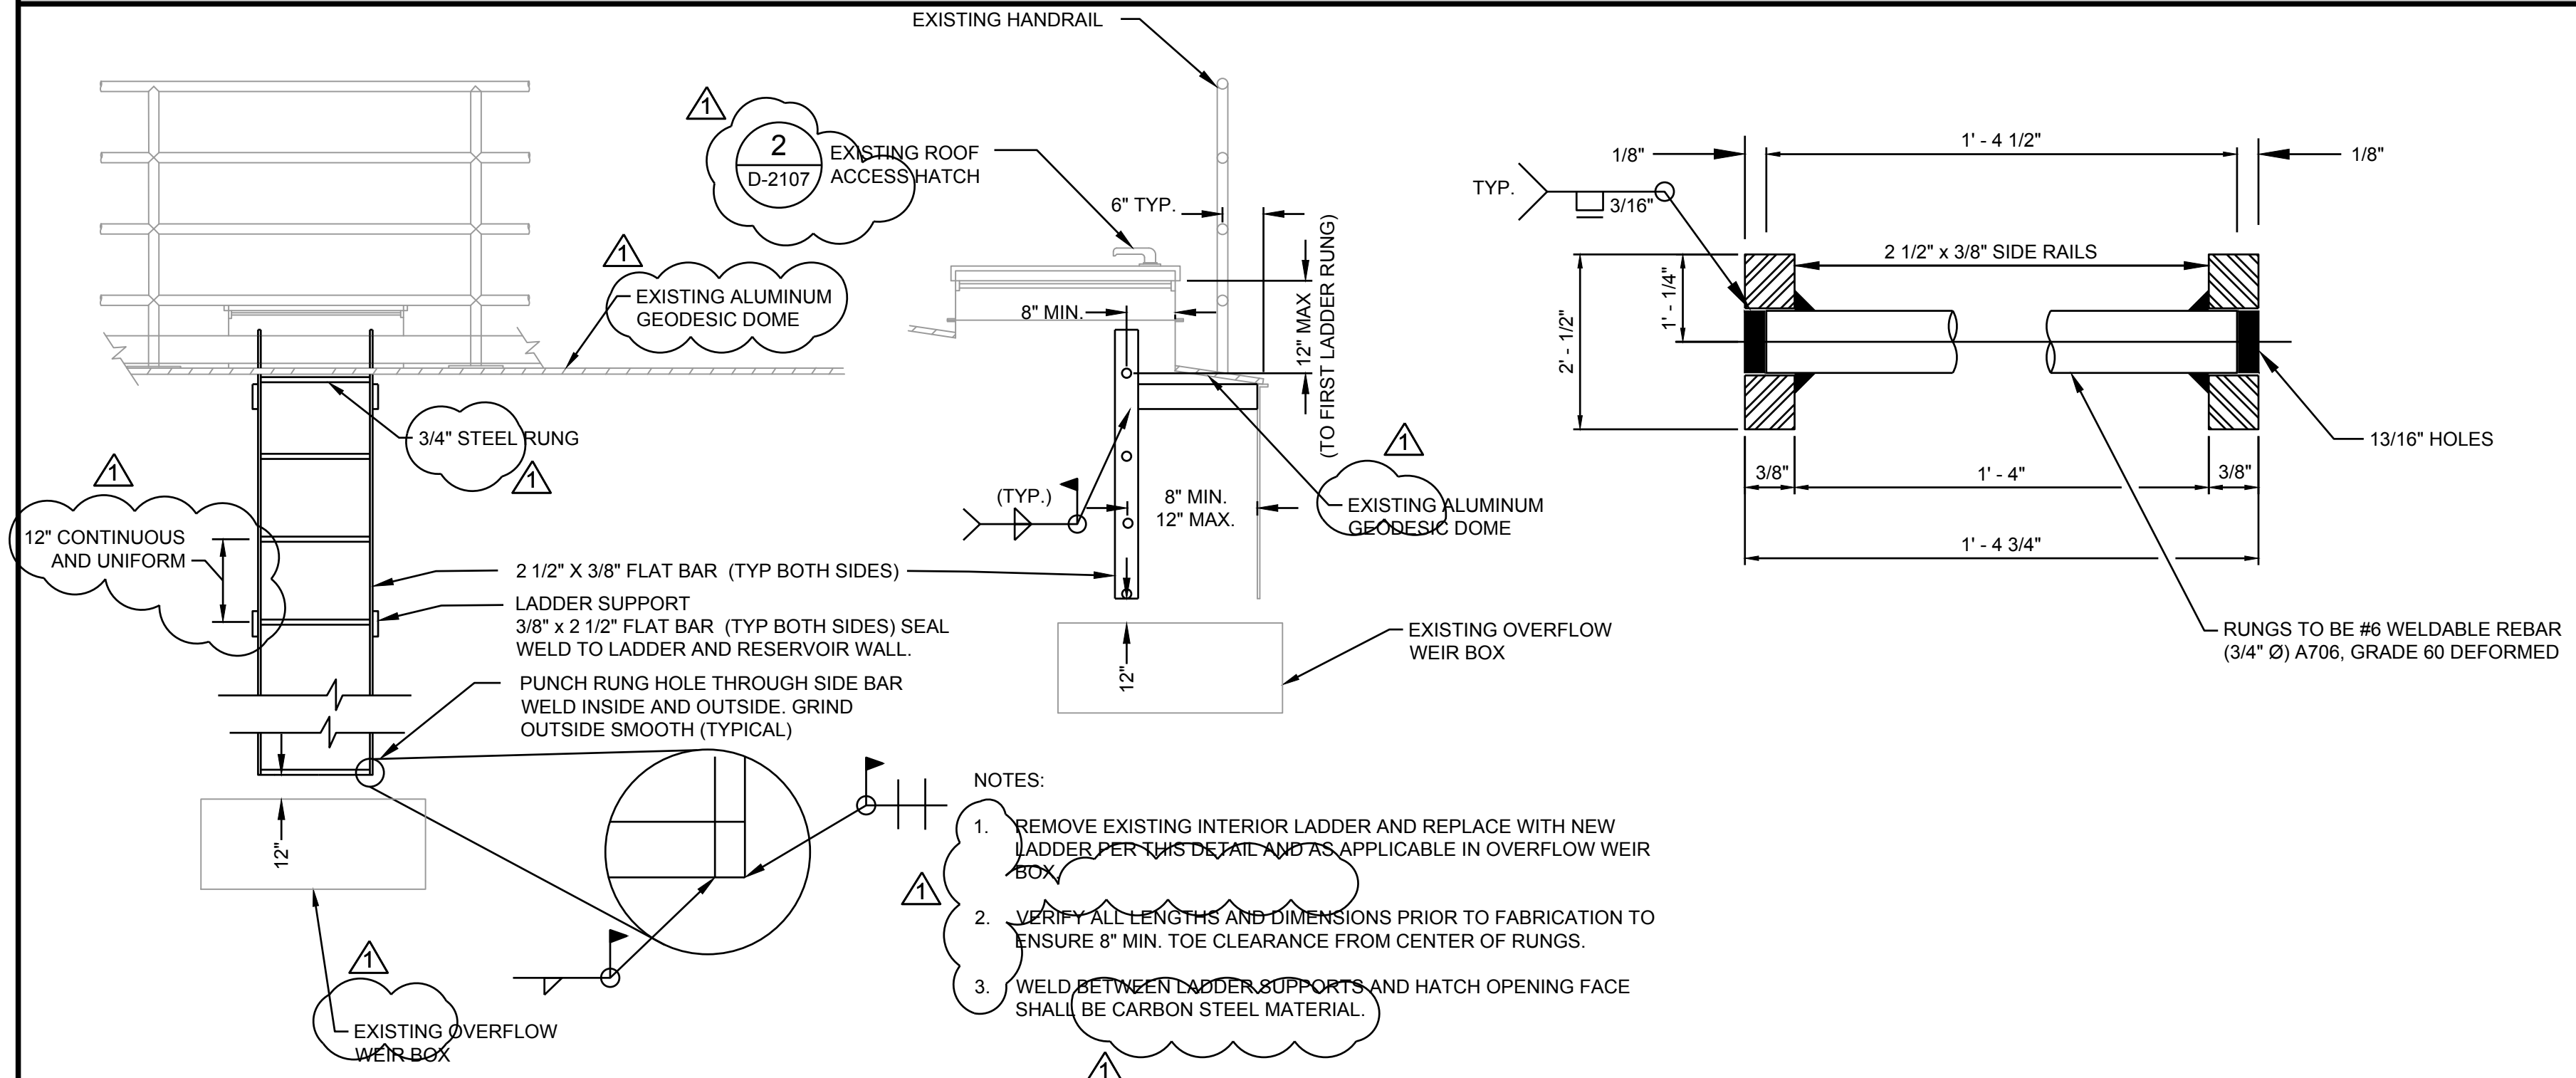 EXISTING HANDRAIL
1
2
D-2107
EXISTING ROOF
ACCESS HATCH
6" TYP.
1
EXISTING ALUMINUM
GEODESIC DOME
8" MIN.
12" MAX
(TO FIRST LADDER RUNG)
3/4" STEEL RUNG
1
1
12" CONTINUOUS
AND UNIFORM
(TYP.)
8" MIN.
12" MAX.
1
EXISTING ALUMINUM
GEODESIC DOME
2 1/2" X 3/8" FLAT BAR (TYP BOTH SIDES)
LADDER SUPPORT
3/8" x 2 1/2" FLAT BAR (TYP BOTH SIDES) SEAL
WELD TO LADDER AND RESERVOIR WALL.
PUNCH RUNG HOLE THROUGH SIDE BAR
WELD INSIDE AND OUTSIDE. GRIND
OUTSIDE SMOOTH (TYPICAL)
EXISTING OVERFLOW
WEIR BOX
12"
12"
1
EXISTING OVERFLOW
WEIR BOX
1/8"
1' - 4 1/2"
1/8"
TYP.
3/16"
2 1/2" x 3/8" SIDE RAILS
1' - 1/4"
2' - 1/2"
13/16" HOLES
3/8"
1' - 4"
3/8"
1' - 4 3/4"
RUNGS TO BE #6 WELDABLE REBAR
(3/4" Ø) A706, GRADE 60 DEFORMED
NOTES:
1. REMOVE EXISTING INTERIOR LADDER AND REPLACE WITH NEW
LADDER PER THIS DETAIL AND AS APPLICABLE IN OVERFLOW WEIR
BOX.
1
2. VERIFY ALL LENGTHS AND DIMENSIONS PRIOR TO FABRICATION TO
ENSURE 8" MIN. TOE CLEARANCE FROM CENTER OF RUNGS.
3. WELD BETWEEN LADDER SUPPORTS AND HATCH OPENING FACE
SHALL BE CARBON STEEL MATERIAL.
1